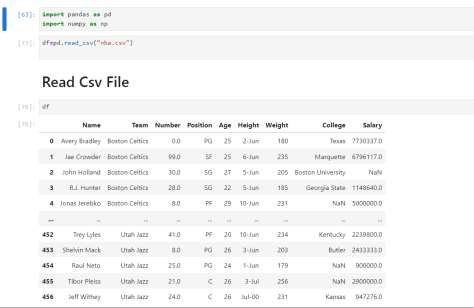 [63]: import pandas as pd
import numpy as np
[77]: df=pd.read_csv("nba.csv")
Read Csv File
[76]: df
[76]: Name Team Number Position Age Height Weight College Salary
0 Avery Bradley Boston Celtics 0.0 PG 25 2-Jun 180 Texas 7730337.0
1 Jae Crowder Boston Celtics 99.0 SF 25 6-Jun 235 Marquette 6796117.0
2 John Holland Boston Celtics 30.0 SG 27 5-Jun 205 Boston University NaN
3 R.J. Hunter Boston Celtics 28.0 SG 22 5-Jun 185 Georgia State 1148640.0
4 Jonas Jerebko Boston Celtics 8.0 PF 29 10-Jun 231 NaN 5000000.0
... ... ... ... ... ... ... ... ... ...
452 Trey Lyles Utah Jazz 41.0 PF 20 10-Jun 234 Kentucky 2239800.0
453 Shelvin Mack Utah Jazz 8.0 PG 26 3-Jun 203 Butler 2433333.0
454 Raul Neto Utah Jazz 25.0 PG 24 1-Jun 179 NaN 900000.0
455 Tibor Pleiss Utah Jazz 21.0 C 26 3-Jul 256 NaN 2900000.0
456 Jeff Withey Utah Jazz 24.0 C 26 Jul-00 231 Kansas 947276.0